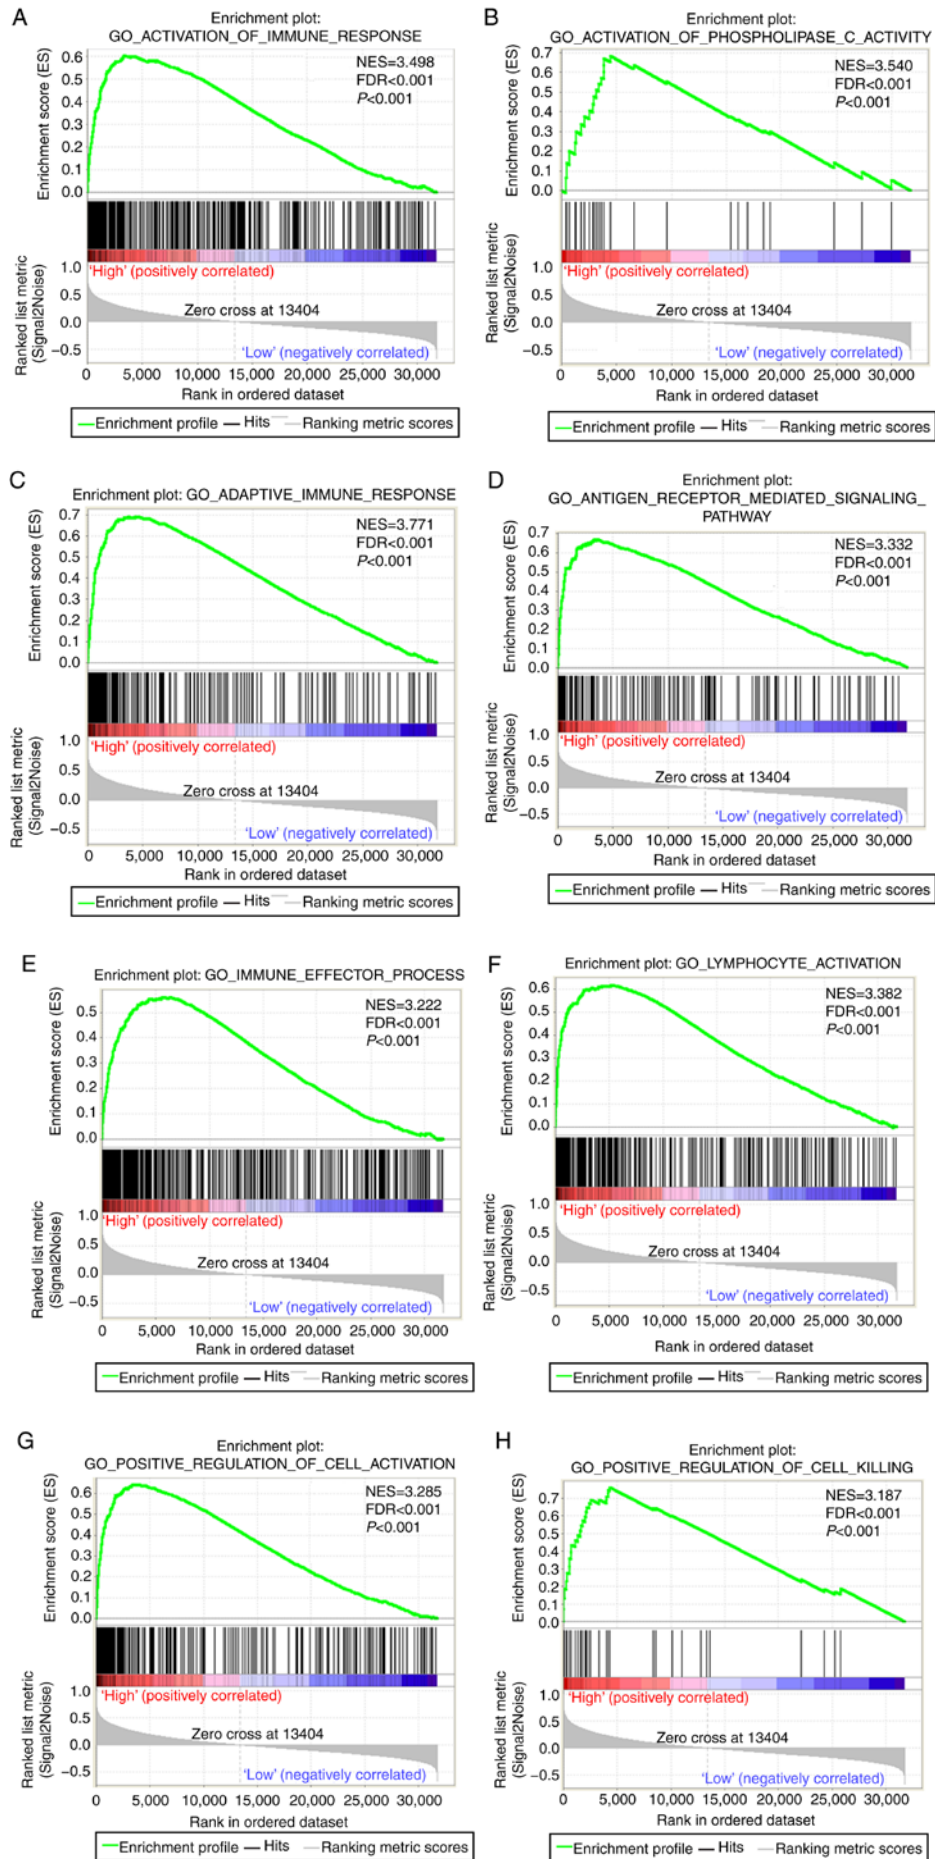 A
Enrichment plot:
GO_ACTIVATION_OF_IMMUNE_RESPONSE
Enrichment score (ES)
0.6
0.5
0.4
0.3
0.2
0.1
0.0
NES=3.498
FDR<0.001
P<0.001
Ranked list metric
(Signal2Noise)
1.0
0.5
0.0
−0.5
'High' (positively correlated)
Zero cross at 13404
'Low' (negatively correlated)
0 5,000 10,000 15,000 20,000 25,000 30,000
Rank in ordered dataset
Enrichment profile Hits Ranking metric scores
B
Enrichment plot:
GO_ACTIVATION_OF_PHOSPHOLIPASE_C_ACTIVITY
Enrichment score (ES)
0.7
0.6
0.5
0.4
0.3
0.2
0.1
0.0
NES=3.540
FDR<0.001
P<0.001
Ranked list metric
(Signal2Noise)
1.0
0.5
0.0
−0.5
'High' (positively correlated)
Zero cross at 13404
'Low' (negatively correlated)
0 5,000 10,000 15,000 20,000 25,000 30,000
Rank in ordered dataset
Enrichment profile Hits Ranking metric scores
C
Enrichment plot: GO_ADAPTIVE_IMMUNE_RESPONSE
Enrichment score (ES)
0.7
0.6
0.5
0.4
0.3
0.2
0.1
0.0
NES=3.771
FDR<0.001
P<0.001
Ranked list metric
(Signal2Noise)
1.0
0.5
0.0
−0.5
'High' (positively correlated)
Zero cross at 13404
'Low' (negatively correlated)
0 5,000 10,000 15,000 20,000 25,000 30,000
Rank in ordered dataset
Enrichment profile Hits Ranking metric scores
D
Enrichment plot:
GO_ANTIGEN_RECEPTOR_MEDIATED_SIGNALING_
PATHWAY
Enrichment score (ES)
0.7
0.6
0.5
0.4
0.3
0.2
0.1
0.0
NES=3.332
FDR<0.001
P<0.001
Ranked list metric
(Signal2Noise)
1.0
0.5
0.0
−0.5
'High' (positively correlated)
Zero cross at 13404
'Low' (negatively correlated)
0 5,000 10,000 15,000 20,000 25,000 30,000
Rank in ordered dataset
Enrichment profile Hits Ranking metric scores
E
Enrichment plot: GO_IMMUNE_EFFECTOR_PROCESS
Enrichment score (ES)
0.5
0.4
0.3
0.2
0.1
0.0
NES=3.222
FDR<0.001
P<0.001
Ranked list metric
(Signal2Noise)
1.0
0.5
0.0
−0.5
'High' (positively correlated)
Zero cross at 13404
'Low' (negatively correlated)
0 5,000 10,000 15,000 20,000 25,000 30,000
Rank in ordered dataset
Enrichment profile Hits Ranking metric scores
F
Enrichment plot: GO_LYMPHOCYTE_ACTIVATION
Enrichment score (ES)
0.6
0.5
0.4
0.3
0.2
0.1
0.0
NES=3.382
FDR<0.001
P<0.001
Ranked list metric
(Signal2Noise)
1.0
0.5
0.0
−0.5
'High' (positively correlated)
Zero cross at 13404
'Low' (negatively correlated)
0 5,000 10,000 15,000 20,000 25,000 30,000
Rank in ordered dataset
Enrichment profile Hits Ranking metric scores
G
Enrichment plot:
GO_POSITIVE_REGULATION_OF_CELL_ACTIVATION
Enrichment score (ES)
0.6
0.5
0.4
0.3
0.2
0.1
0.0
NES=3.285
FDR<0.001
P<0.001
Ranked list metric
(Signal2Noise)
1.0
0.5
0.0
−0.5
'High' (positively correlated)
Zero cross at 13404
'Low' (negatively correlated)
0 5,000 10,000 15,000 20,000 25,000 30,000
Rank in ordered dataset
Enrichment profile Hits Ranking metric scores
H
Enrichment plot:
GO_POSITIVE_REGULATION_OF_CELL_KILLING
Enrichment score (ES)
0.7
0.6
0.5
0.4
0.3
0.2
0.1
0.0
NES=3.187
FDR<0.001
P<0.001
Ranked list metric
(Signal2Noise)
1.0
0.5
0.0
−0.5
'High' (positively correlated)
Zero cross at 13404
'Low' (negatively correlated)
0 5,000 10,000 15,000 20,000 25,000 30,000
Rank in ordered dataset
Enrichment profile Hits Ranking metric scores